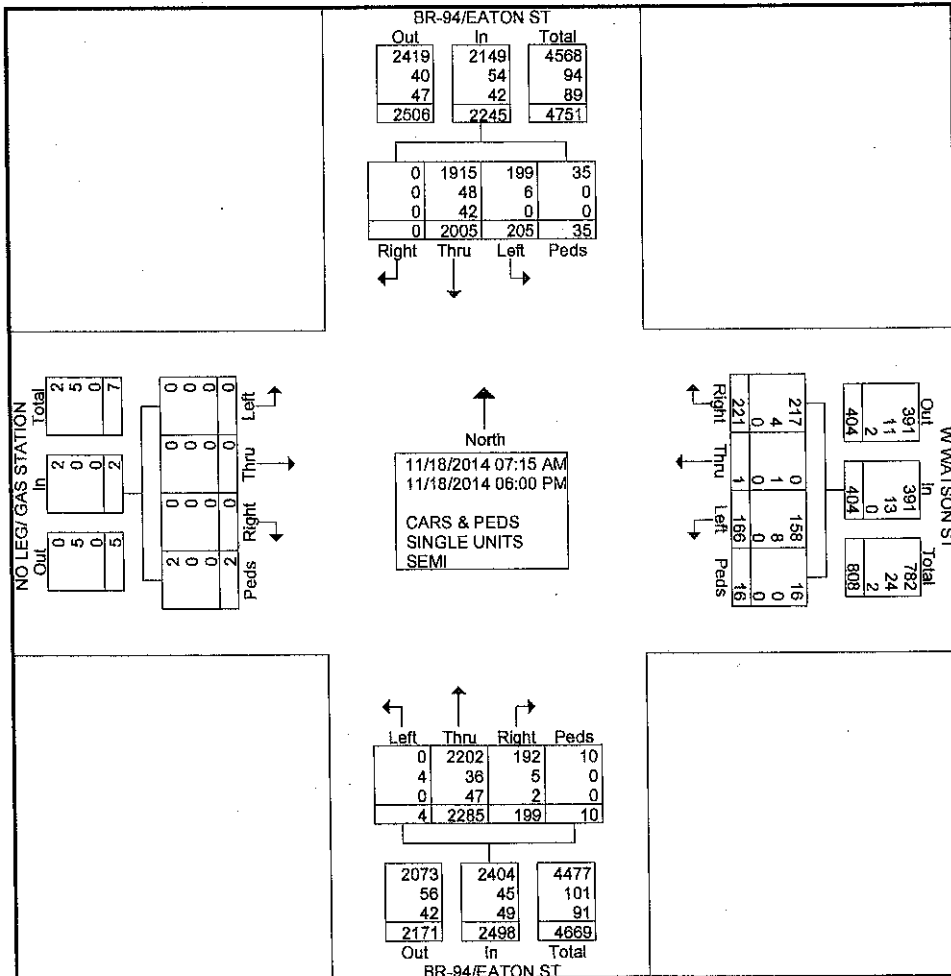 BR-94/EATON ST
Out In Total
2419 2149 4568
40 54 94
47 42 89
2506 2245 4751
0 1915 199 35
0 48 6 0
0 42 0 0
0 2005 205 35
Right Thru Left Peds
NO LEG/ GAS STATION
Total In Out
2 2 0
5 0 5
0 0 0
7 2 5
Left Thru Right Peds
0 0 0 2
0 0 0 0
0 0 0 0
0 0 0 2
North
11/18/2014 07:15 AM
11/18/2014 06:00 PM
CARS & PEDS
SINGLE UNITS
SEMI
W WATSON ST
Out In Total
391 391 782
11 13 24
2 0 2
404 404 808
217 0 158 16
4 1 8 0
0 0 0 0
221 1 166 16
Right Thru Left Peds
Left Thru Right Peds
0 2202 192 10
4 36 5 0
0 47 2 0
4 2285 199 10
2073 2404 4477
56 45 101
42 49 91
2171 2498 4669
Out In Total
BR-94/EATON ST